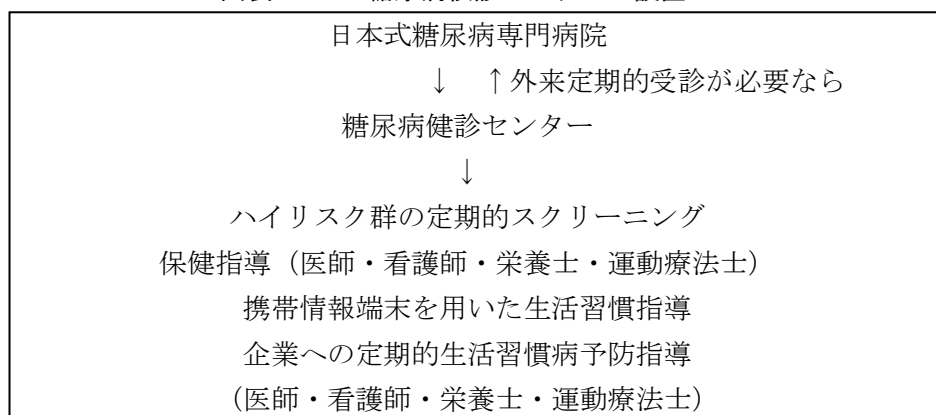 日本式糖尿病専門病院
↓　↑外来定期的受診が必要なら
糖尿病健診センター
↓
ハイリスク群の定期的スクリーニング
保健指導（医師・看護師・栄養士・運動療法士）
携帯情報端末を用いた生活習慣指導
企業への定期的生活習慣病予防指導
（医師・看護師・栄養士・運動療法士）